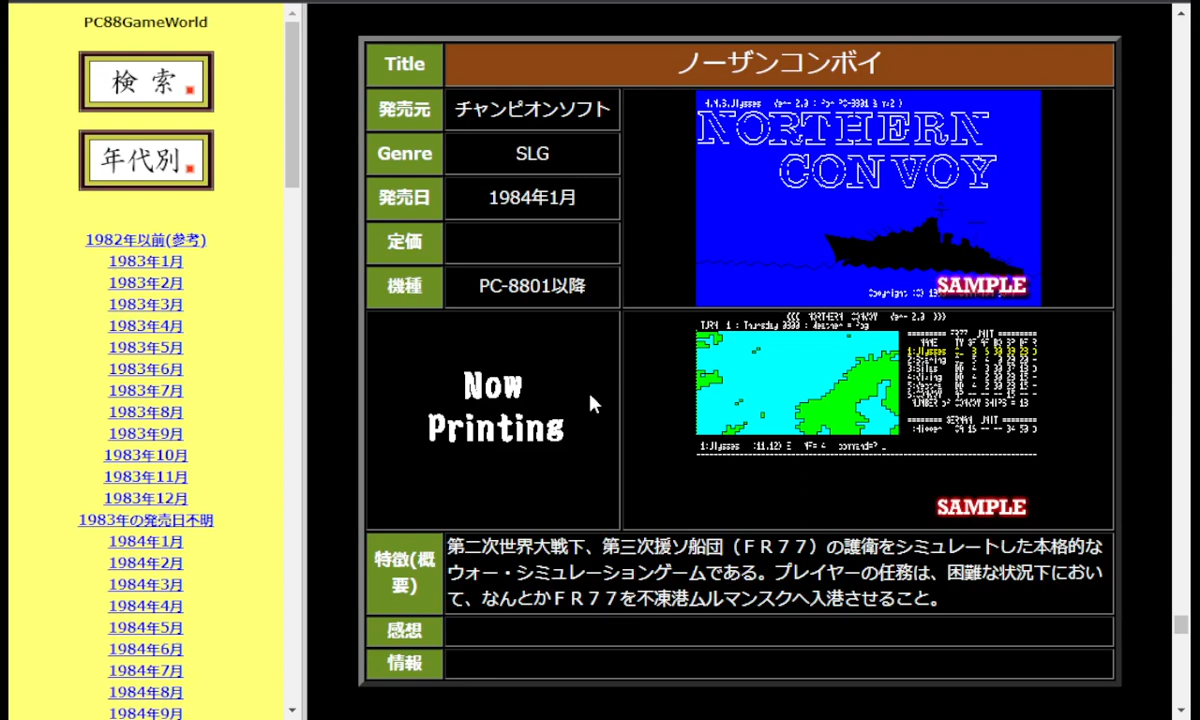 PC88GameWorld
検 索
年代別
1982年以前(参考)
1983年1月
1983年2月
1983年3月
1983年4月
1983年5月
1983年6月
1983年7月
1983年8月
1983年9月
1983年10月
1983年11月
1983年12月
1983年の発売日不明
1984年1月
1984年2月
1984年3月
1984年4月
1984年5月
1984年6月
1984年7月
1984年8月
1984年9月
Title ノーザンコンボイ
発売元 チャンピオンソフト
Genre SLG
発売日 1984年1月
定価
機種 PC-8801以降
NORTHERN
CONVOY
SAMPLE
Now
Printing
TURN 1 : Thursday
SAMPLE
特徴(概
要)
第二次世界大戦下、第三次援ソ船団（ＦＲ７７）の護衛をシミュレートした本格的な
ウォー・シミュレーションゲームである。プレイヤーの任務は、困難な状況下におい
て、なんとかＦＲ７７を不凍港ムルマンスクへ入港させること。
感想
情報